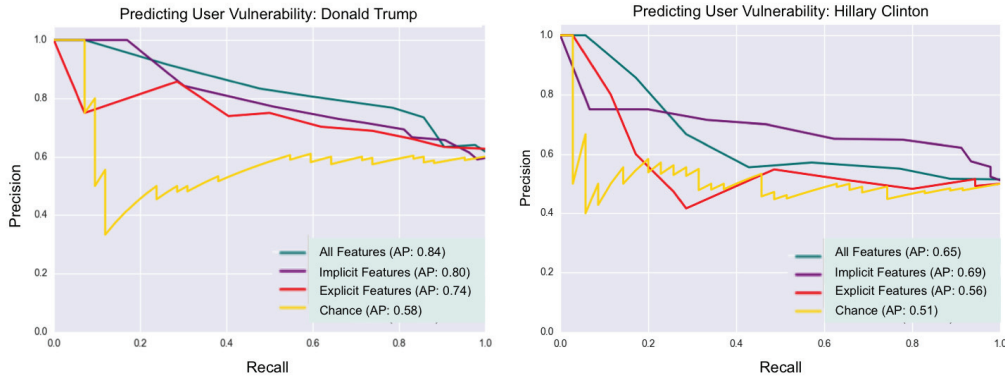 Predicting User Vulnerability: Donald Trump
1.0
0.8
0.6
0.4
0.2
0.0
Precision
All Features (AP: 0.84)
Implicit Features (AP: 0.80)
Explicit Features (AP: 0.74)
Chance (AP: 0.58)
0.0 0.2 0.4 0.6 0.8 1.0
Recall
Predicting User Vulnerability: Hillary Clinton
1.0
0.8
0.6
0.4
0.2
0.0
Precision
All Features (AP: 0.65)
Implicit Features (AP: 0.69)
Explicit Features (AP: 0.56)
Chance (AP: 0.51)
0.0 0.2 0.4 0.6 0.8 1.0
Recall